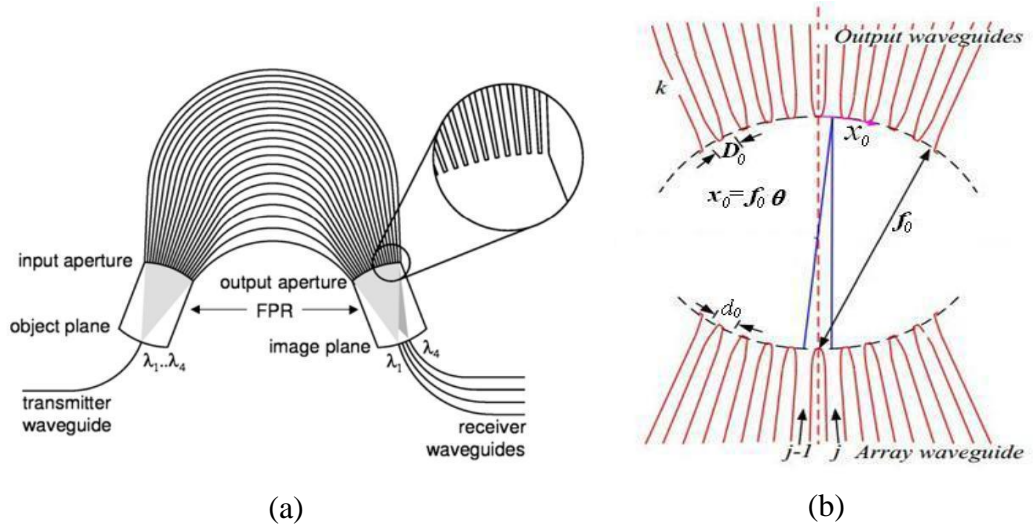 input aperture
object plane
λ₁..λ₄
transmitter
waveguide
output aperture
FPR
image plane
λ₁
λ₄
receiver
waveguides
(a)
Output waveguides
k
x₀
D₀
x₀=f₀ θ
f₀
d₀
j-1
j
Array waveguide
(b)